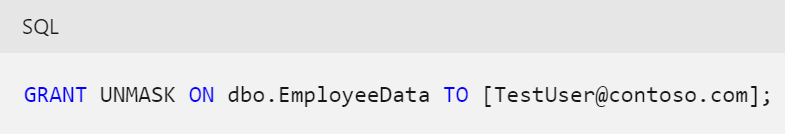 SQL
GRANT UNMASK ON dbo.EmployeeData TO [TestUser@contoso.com];